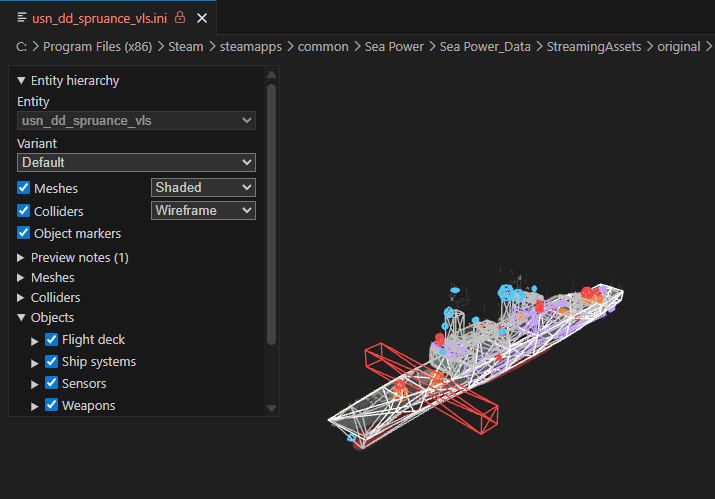 usn_dd_spruance_vls.ini
C: > Program Files (x86) > Steam > steamapps > common > Sea Power > Sea Power_Data > StreamingAssets > original >
Entity hierarchy
Entity
usn_dd_spruance_vls
Variant
Default
Meshes Shaded
Colliders Wireframe
Object markers
Preview notes (1)
Meshes
Colliders
Objects
Flight deck
Ship systems
Sensors
Weapons